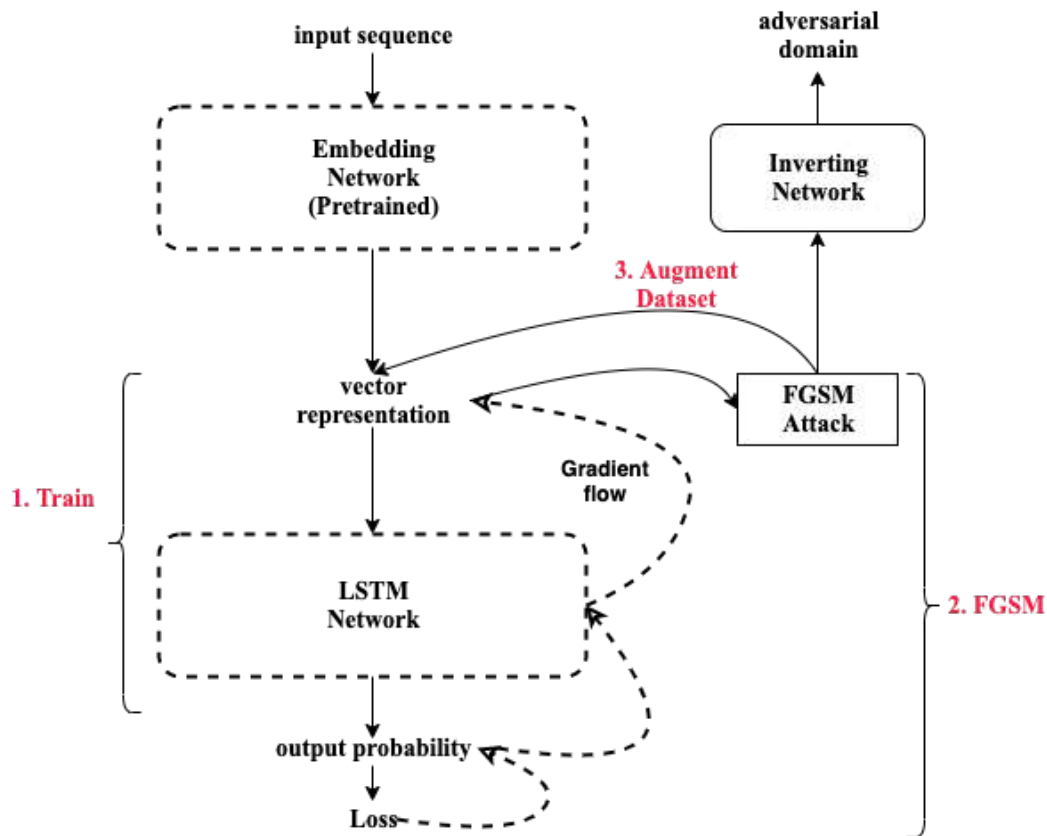 input sequence
adversarial
domain
Embedding
Network
(Pretrained)
Inverting
Network
3. Augment
Dataset
vector
representation
FGSM
Attack
Gradient
flow
1. Train
LSTM
Network
2. FGSM
output probability
Loss